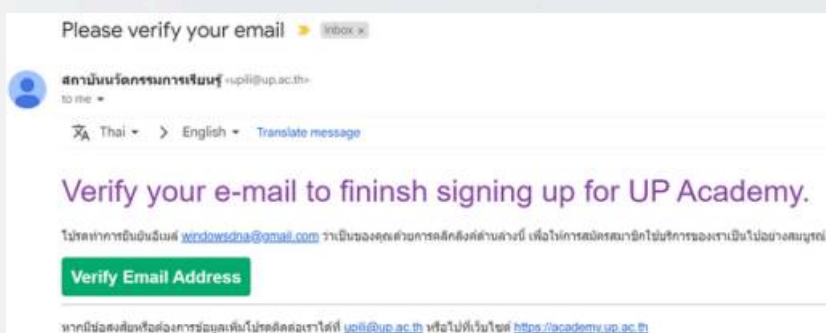 Please verify your email Inbox x
สถาบันนวัตกรรมการเรียนรู้ <upili@up.ac.th>
to me
Thai > English Translate message
Verify your e-mail to fininsh signing up for UP Academy.
โปรดทำการยืนยันอีเมล์ windowsdna@gmail.com ว่าเป็นของคุณด้วยการคลิกลิงค์ด้านล่างนี้ เพื่อให้การสมัครสมาชิกใช้บริการของเราเป็นไปอย่างสมบูรณ์
Verify Email Address
หากมีข้อสงสัยหรือต้องการข้อมูลเพิ่มโปรดติดต่อเราได้ที่ upili@up.ac.th หรือไปที่เว็บไซต์ https://academy.up.ac.th